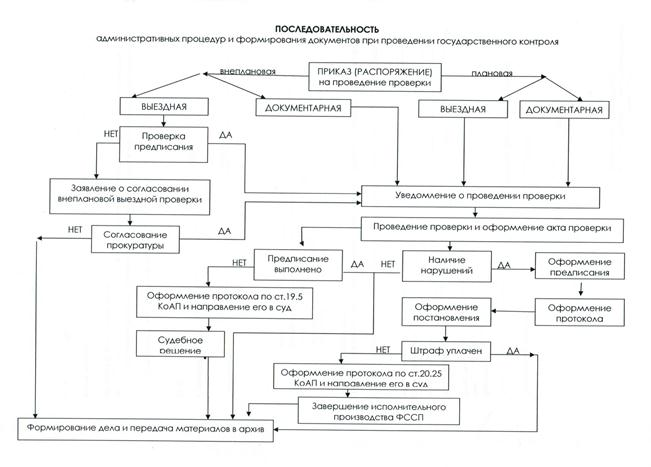 ПОСЛЕДОВАТЕЛЬНОСТЬ
административных процедур и формирования документов при проведении государственного контроля
внеплановая
ПРИКАЗ (РАСПОРЯЖЕНИЕ)
на проведение проверки
плановая
ВЫЕЗДНАЯ
ДОКУМЕНТАРНАЯ
ВЫЕЗДНАЯ
ДОКУМЕНТАРНАЯ
НЕТ
Проверка
предписания
ДА
Заявление о согласовании
внеплановой выездной проверки
Уведомление о проведении проверки
НЕТ
Согласование
прокуратуры
ДА
Проведение проверки и оформление акта проверки
НЕТ
Предписание
выполнено
ДА
НЕТ
Наличие
нарушений
ДА
Оформление
предписания
Оформление протокола по ст.19.5
КоАП и направление его в суд
Оформление
постановления
Оформление
протокола
Судебное
решение
НЕТ
Штраф уплачен
ДА
Оформление протокола по ст.20.25
КоАП и направление его в суд
Завершение исполнительного
производства ФССП
Формирование дела и передача материалов в архив